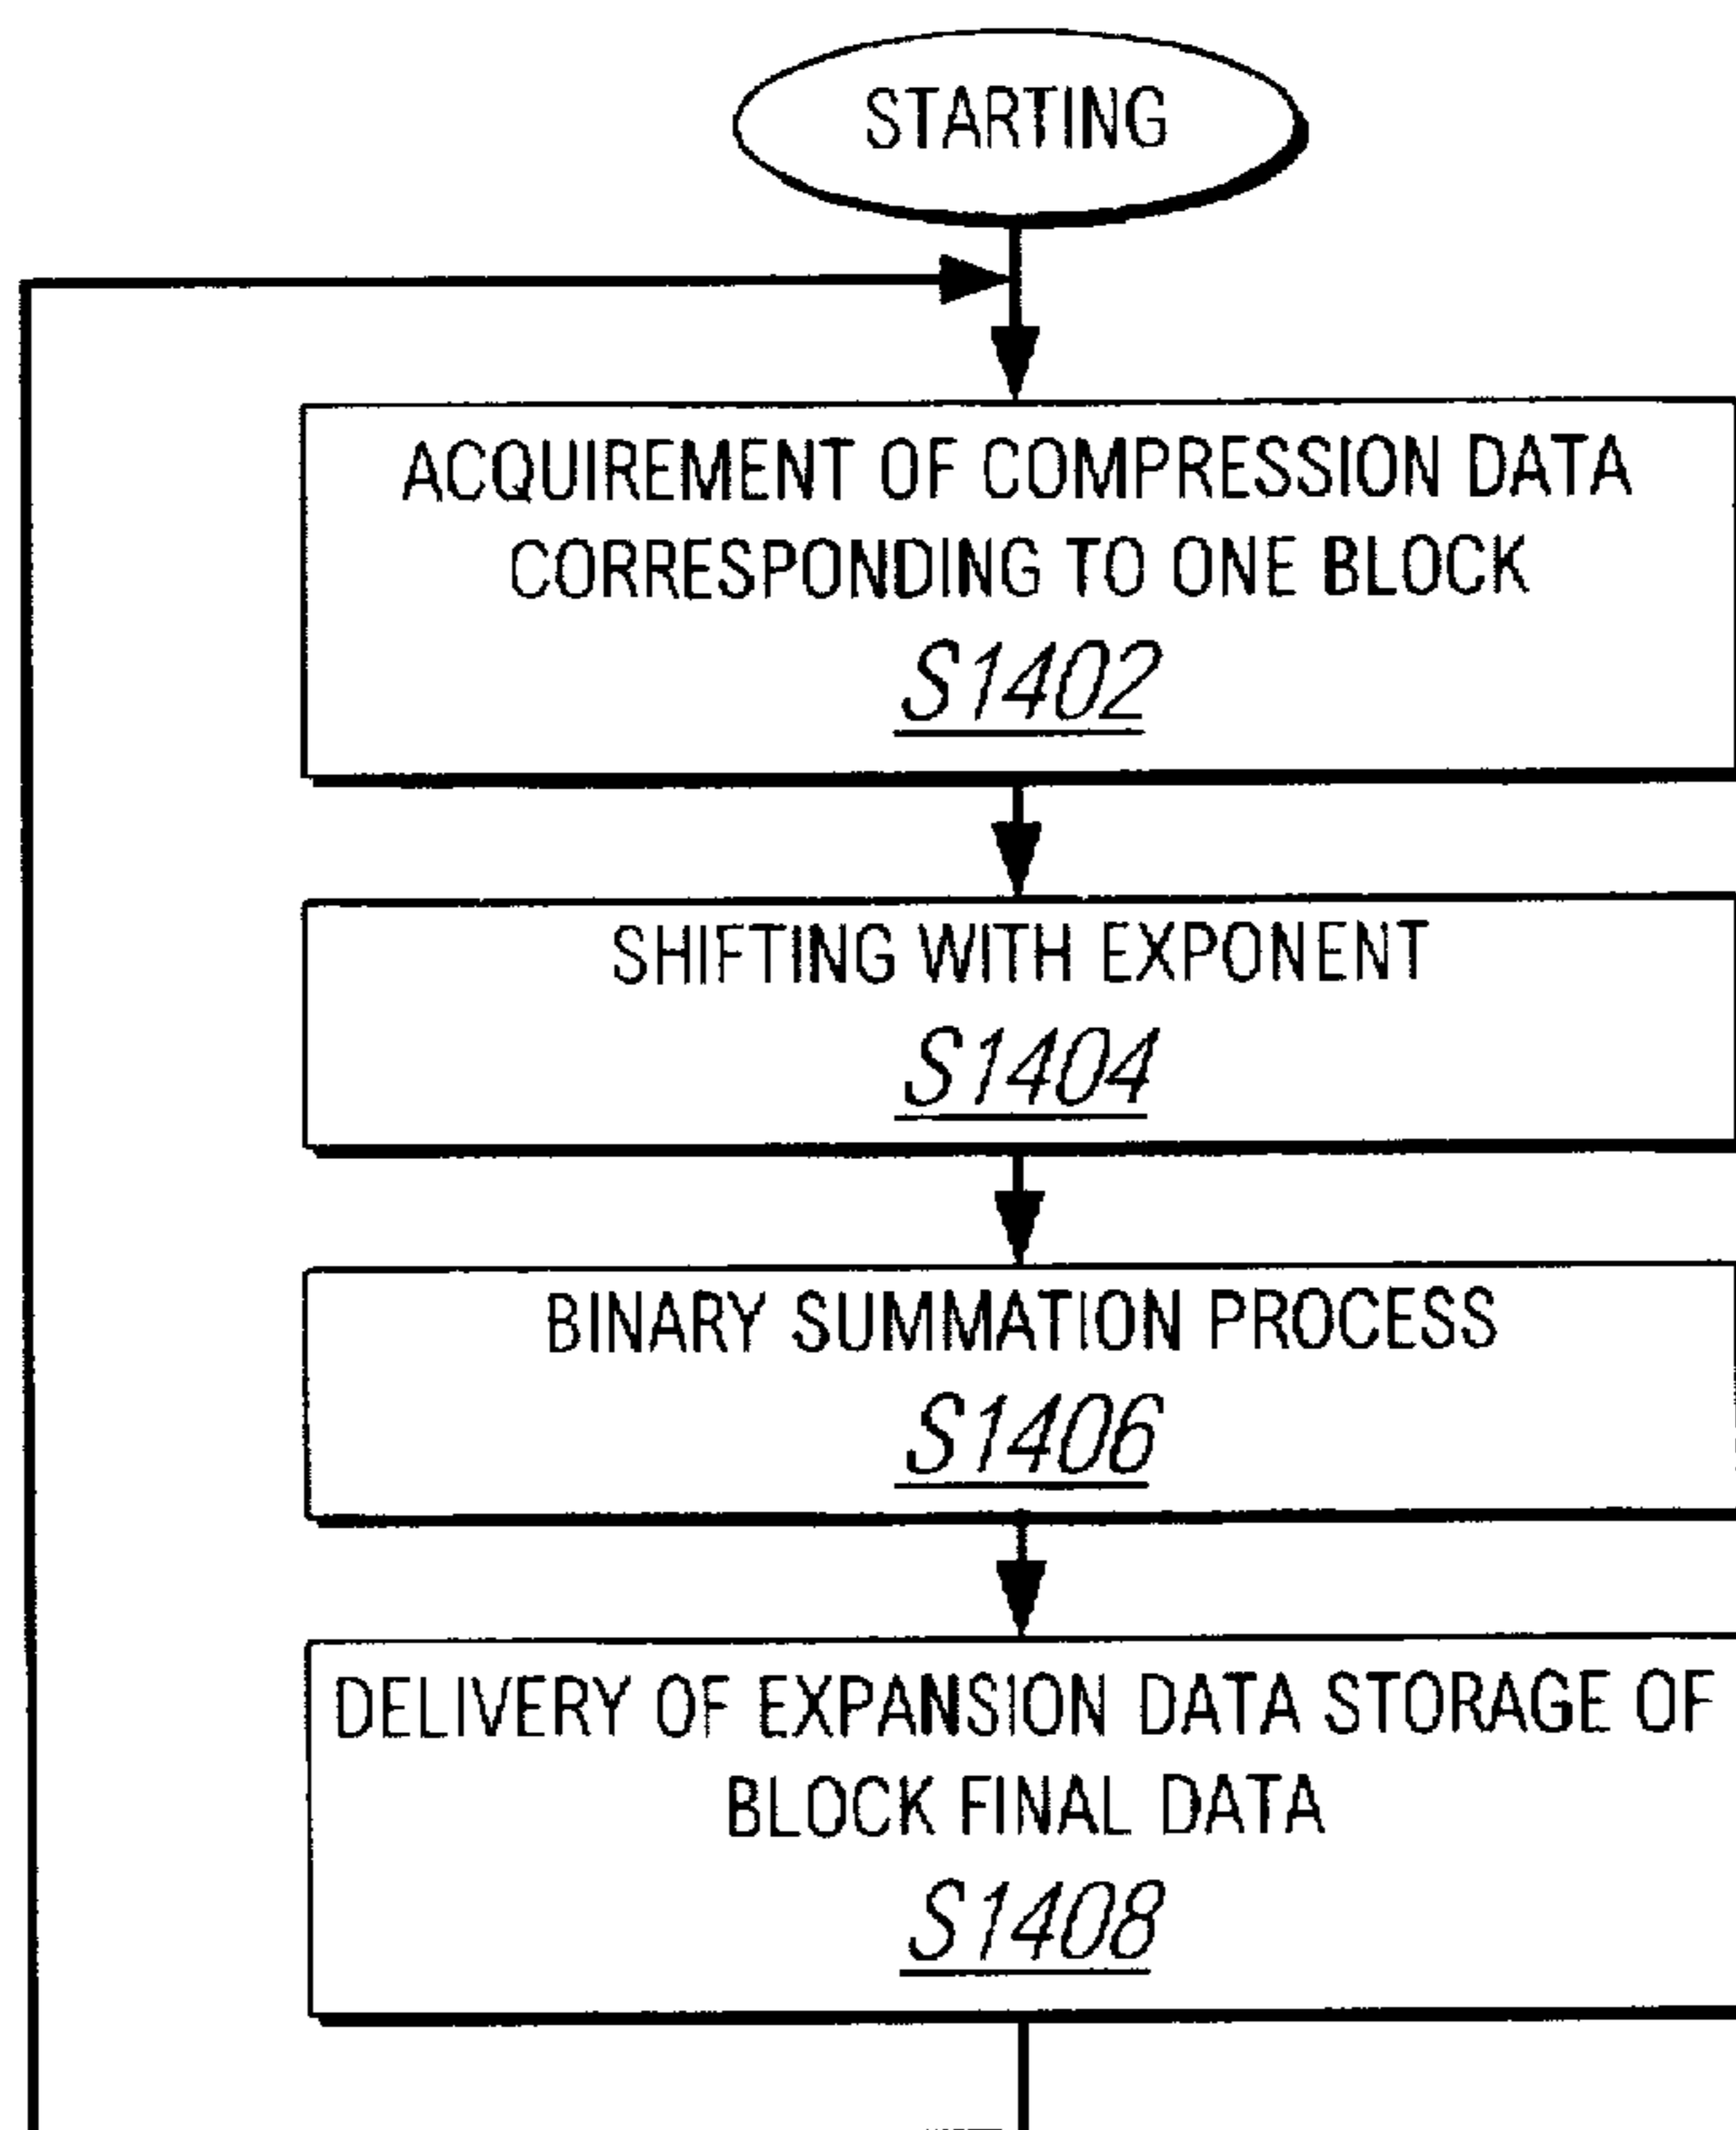 STARTING
ACQUIREMENT OF COMPRESSION DATA
CORRESPONDING TO ONE BLOCK
S1402
SHIFTING WITH EXPONENT
S1404
BINARY SUMMATION PROCESS
S1406
DELIVERY OF EXPANSION DATA STORAGE OF
BLOCK FINAL DATA
S1408